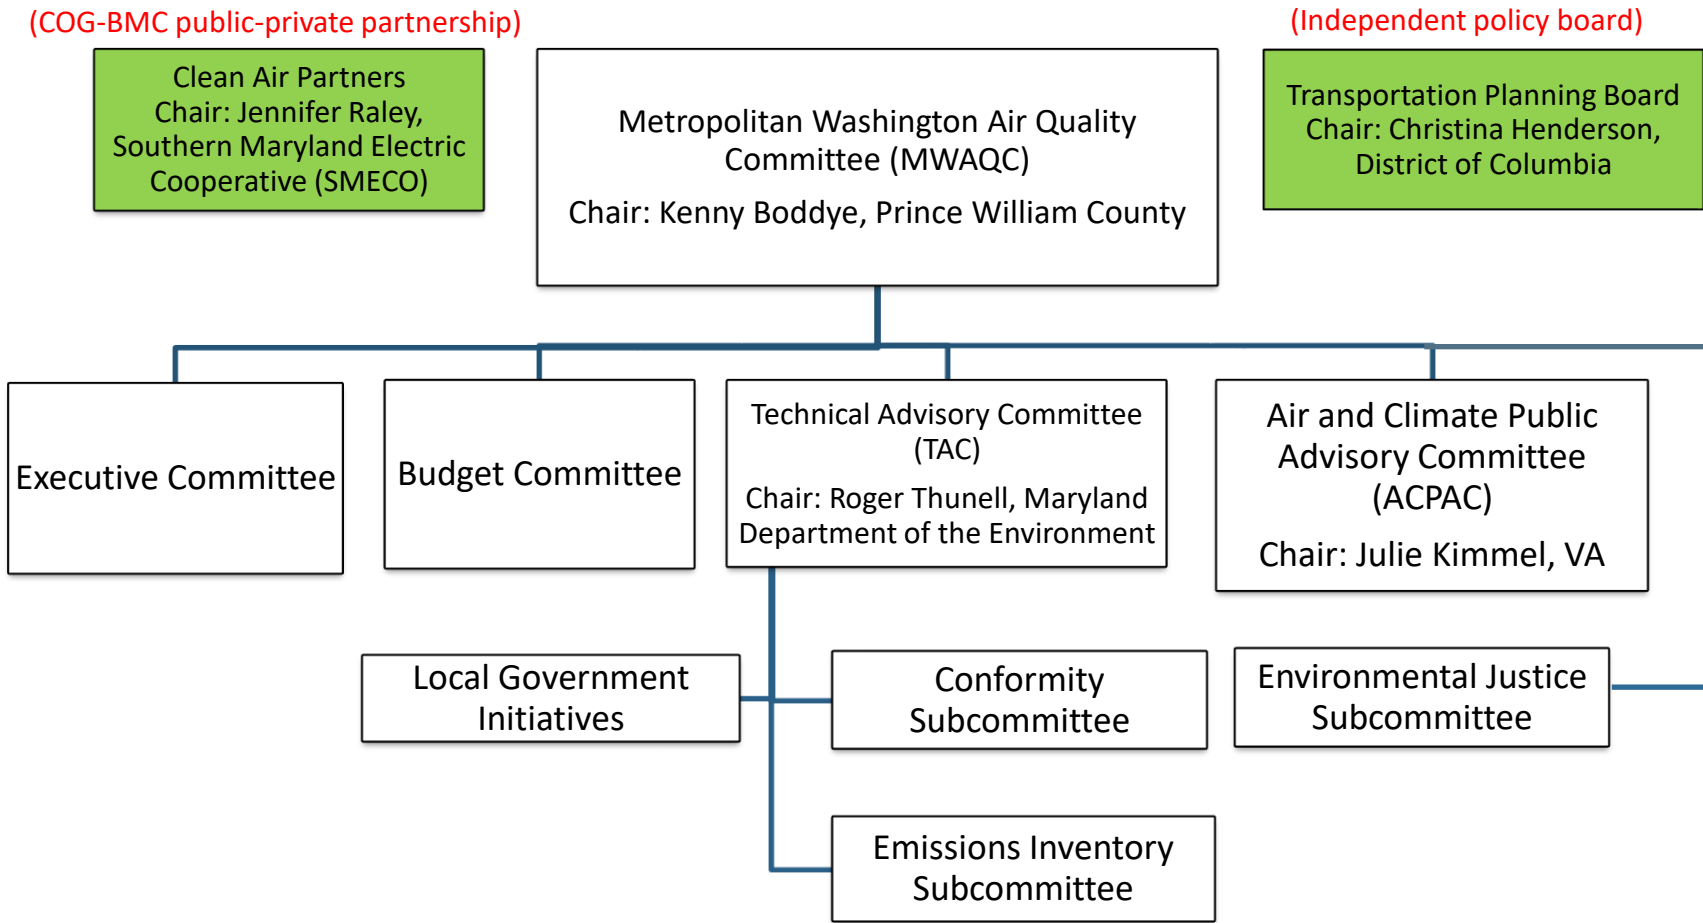 (COG-BMC public-private partnership)
(Independent policy board)
Clean Air Partners
Chair: Jennifer Raley,
Southern Maryland Electric
Cooperative (SMECO)
Metropolitan Washington Air Quality
Committee (MWAQC)
Chair: Kenny Boddye, Prince William County
Transportation Planning Board
Chair: Christina Henderson,
District of Columbia
Executive Committee
Budget Committee
Technical Advisory Committee
(TAC)
Chair: Roger Thunell, Maryland
Department of the Environment
Air and Climate Public
Advisory Committee
(ACPAC)
Chair: Julie Kimmel, VA
Local Government
Initiatives
Conformity
Subcommittee
Environmental Justice
Subcommittee
Emissions Inventory
Subcommittee